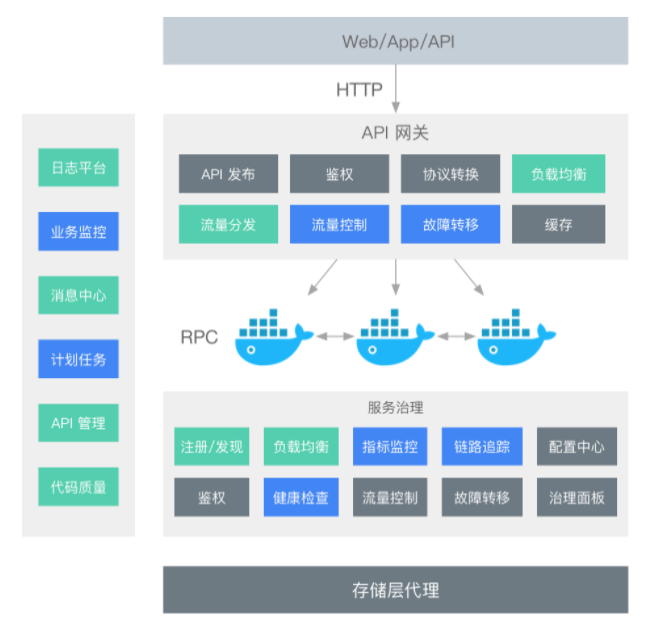 Web/App/API
HTTP
API 网关
API 发布 鉴权 协议转换 负载均衡
流量分发 流量控制 故障转移 缓存
日志平台
业务监控
消息中心
计划任务
API 管理
代码质量
RPC
服务治理
注册/发现 负载均衡 指标监控 链路追踪 配置中心
鉴权 健康检查 流量控制 故障转移 治理面板
存储层代理